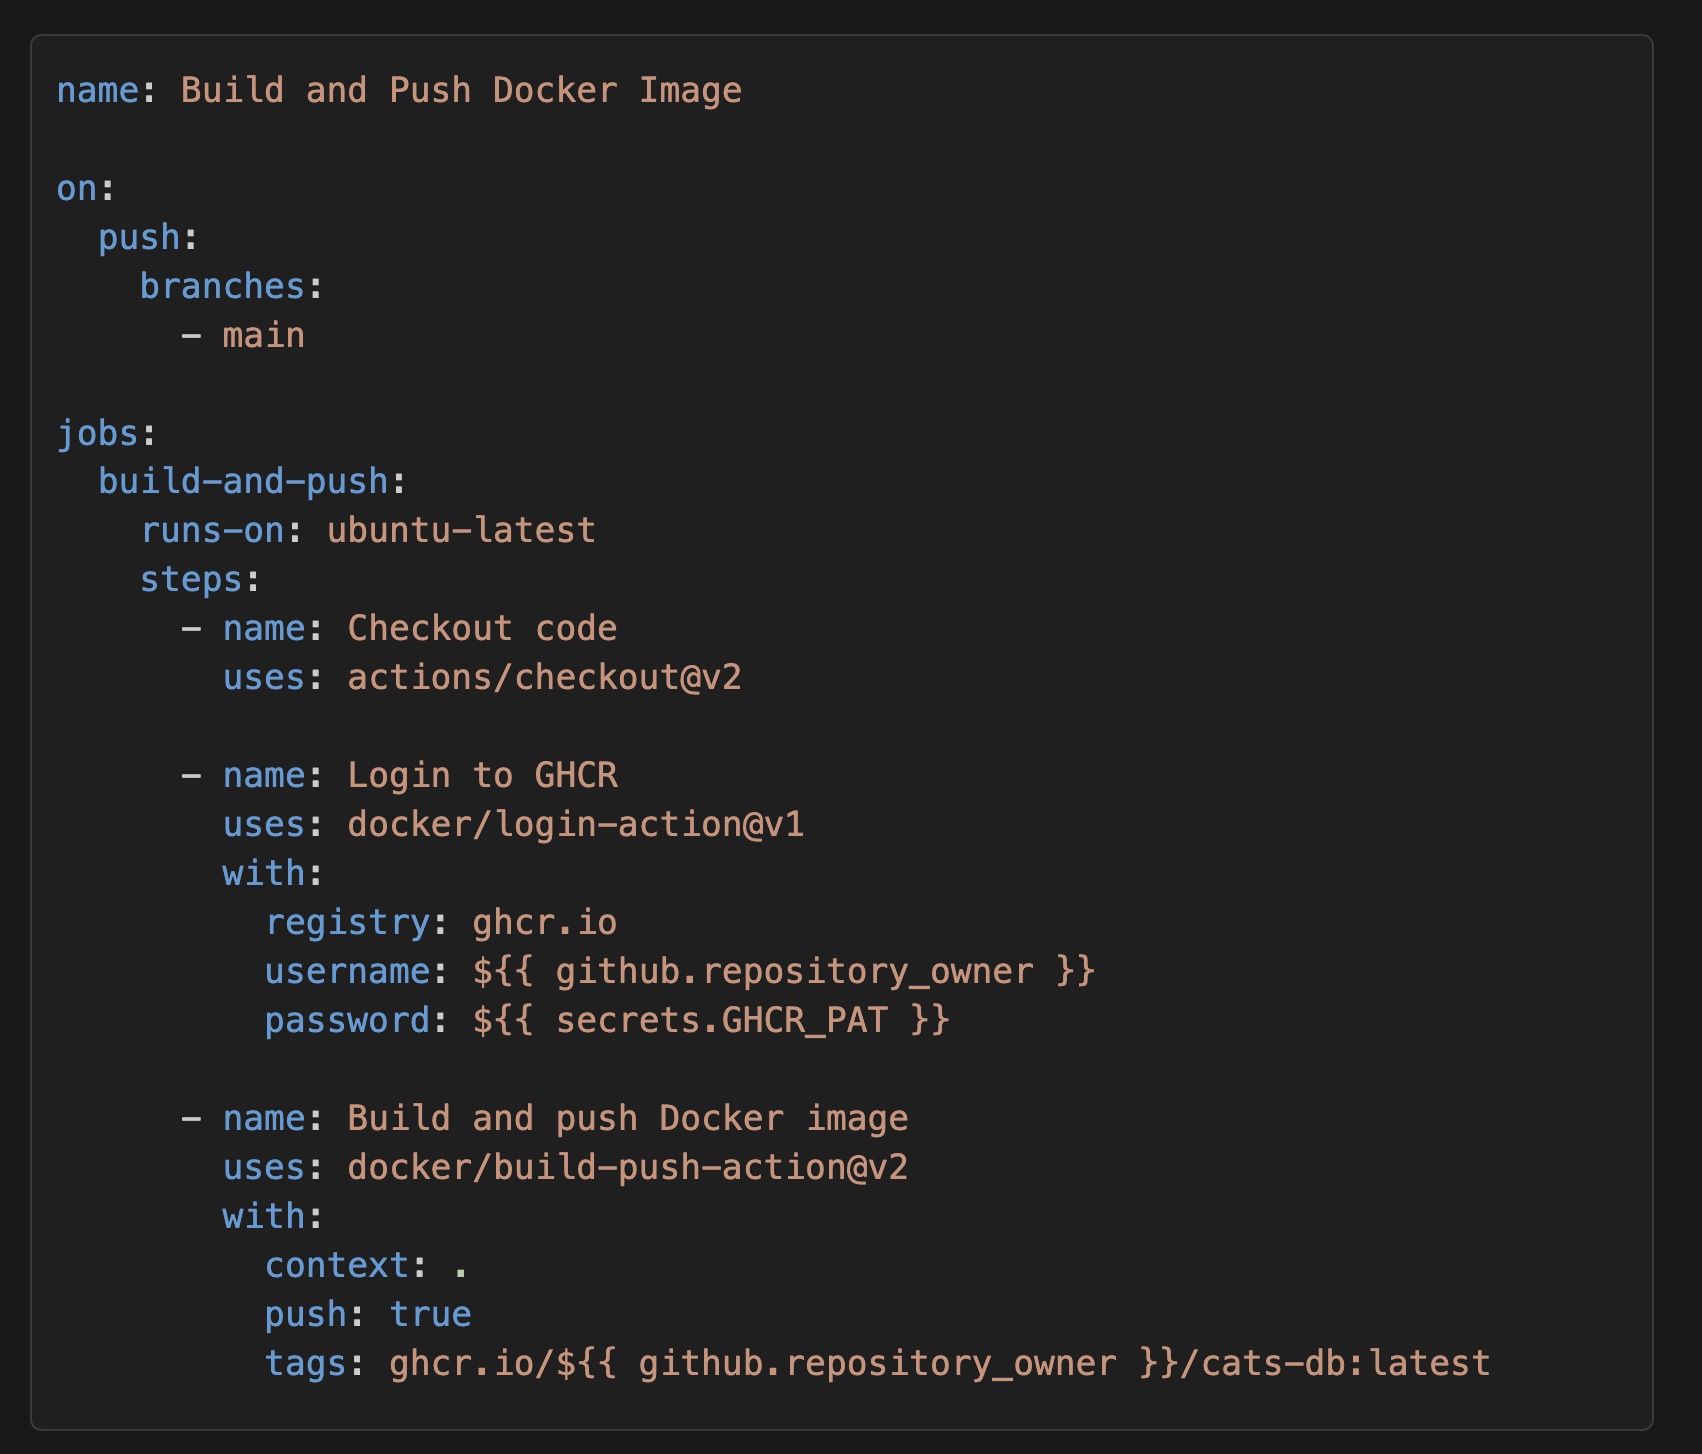 name: Build and Push Docker Image

on:
  push:
    branches:
      - main

jobs:
  build-and-push:
    runs-on: ubuntu-latest
    steps:
      - name: Checkout code
        uses: actions/checkout@v2

      - name: Login to GHCR
        uses: docker/login-action@v1
        with:
          registry: ghcr.io
          username: ${{ github.repository_owner }}
          password: ${{ secrets.GHCR_PAT }}

      - name: Build and push Docker image
        uses: docker/build-push-action@v2
        with:
          context: .
          push: true
          tags: ghcr.io/${{ github.repository_owner }}/cats-db:latest